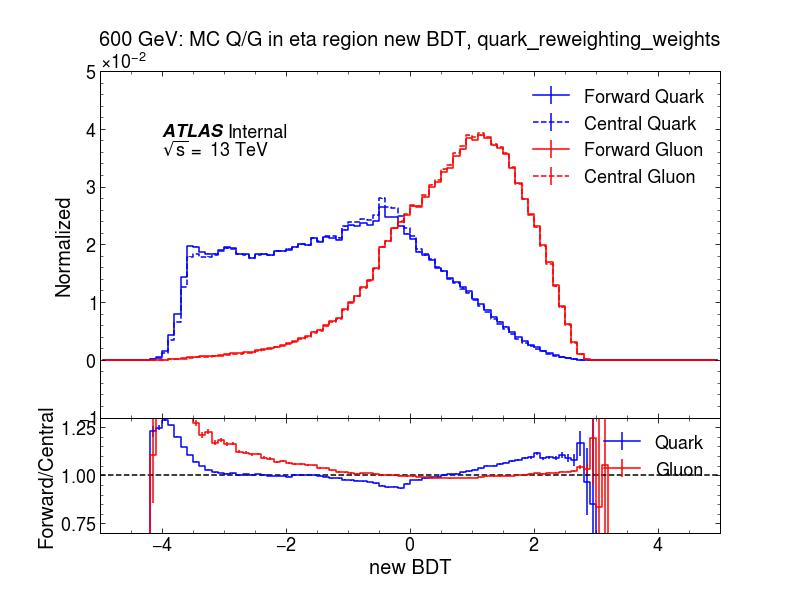 600 GeV: MC Q/G in eta region new BDT, quark_reweighting_weights
×10⁻²
5
4
3
2
1
0
−1
Normalized
ATLAS Internal
√s = 13 TeV
Forward Quark
Central Quark
Forward Gluon
Central Gluon
1.25
1.00
0.75
Forward/Central
Quark
Gluon
−4 −2 0 2 4
new BDT